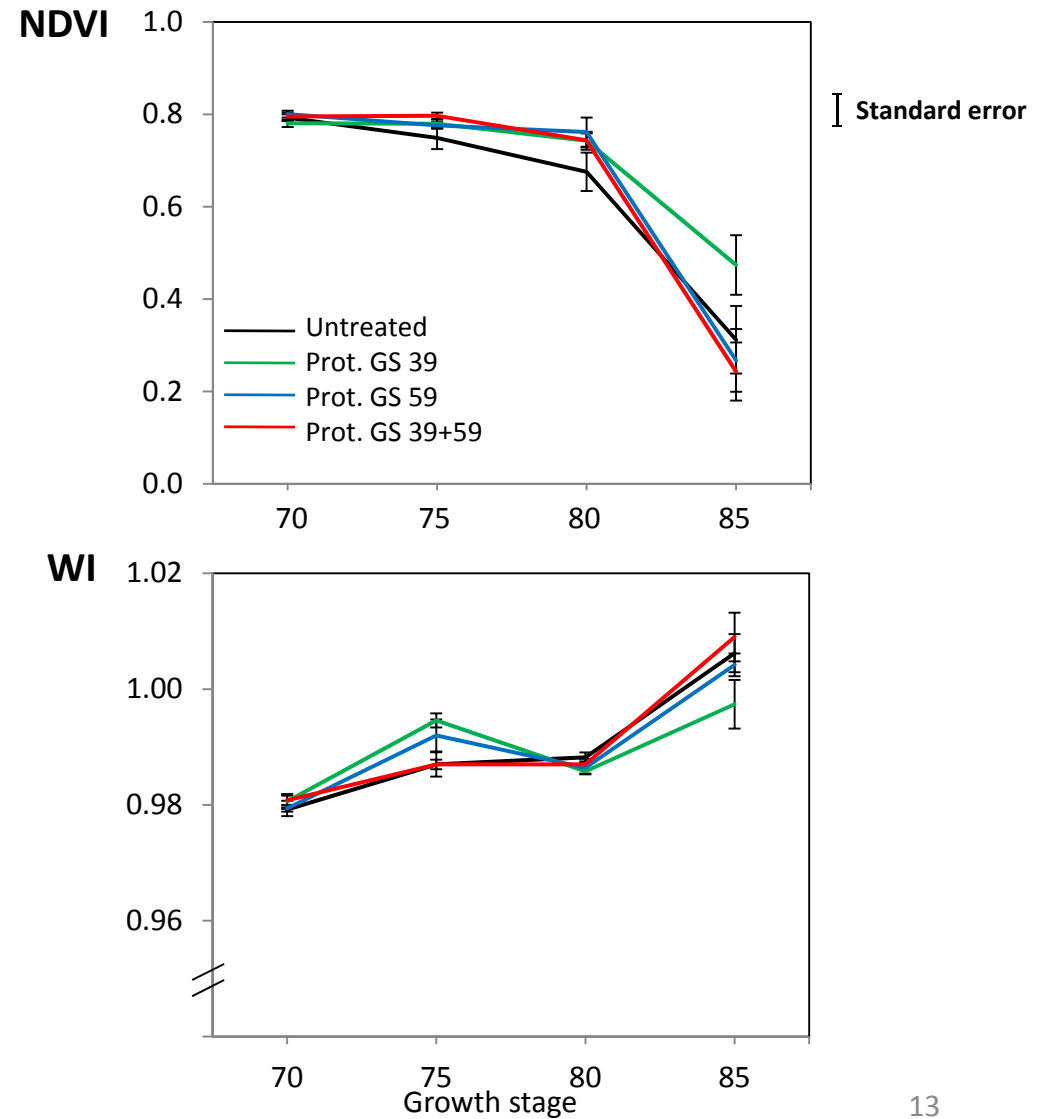 NDVI
1.0
0.8
0.6
0.4
0.2
0.0
Standard error
Untreated
Prot. GS 39
Prot. GS 59
Prot. GS 39+59
70 75 80 85
WI
1.02
1.00
0.98
0.96
70 75 80 85
Growth stage
13